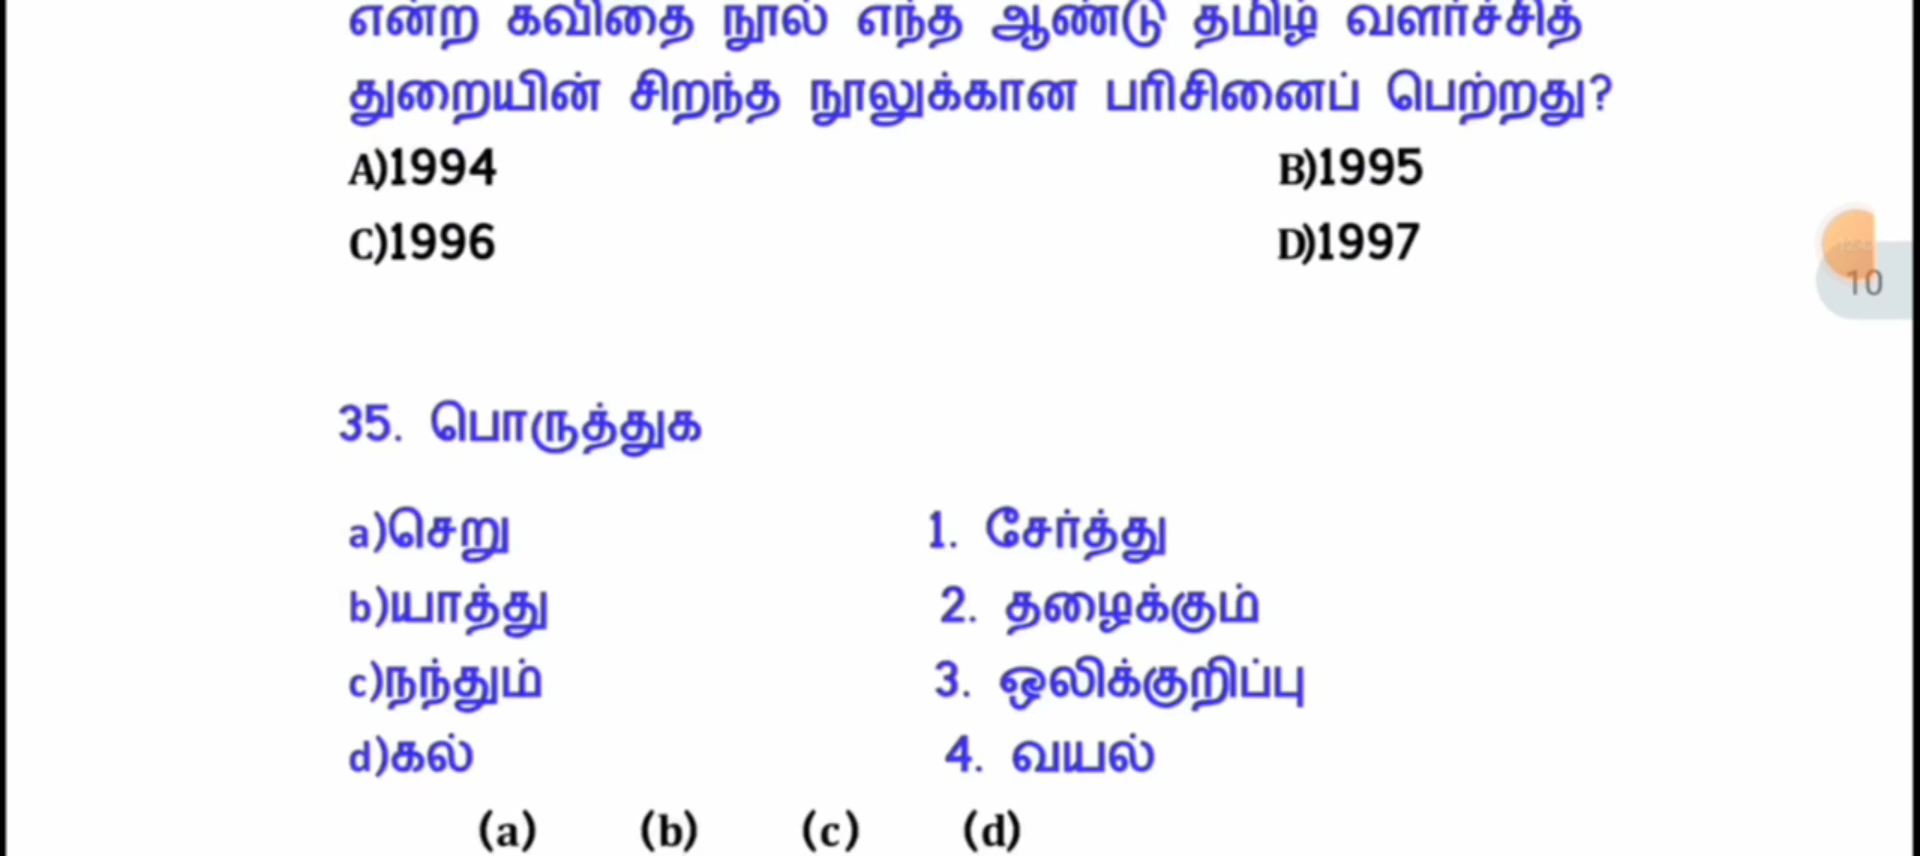 என்ற கவிதை நூல் எந்த ஆண்டு தமிழ் வளர்ச்சித்
துறையின் சிறந்த நூலுக்கான பரிசினைப் பெற்றது?
A)1994 B)1995
C)1996 D)1997
10
35. பொருத்துக
a)செறு 1. சேர்த்து
b)யாத்து 2. தழைக்கும்
c)நந்தும் 3. ஒலிக்குறிப்பு
d)கல் 4. வயல்
(a) (b) (c) (d)